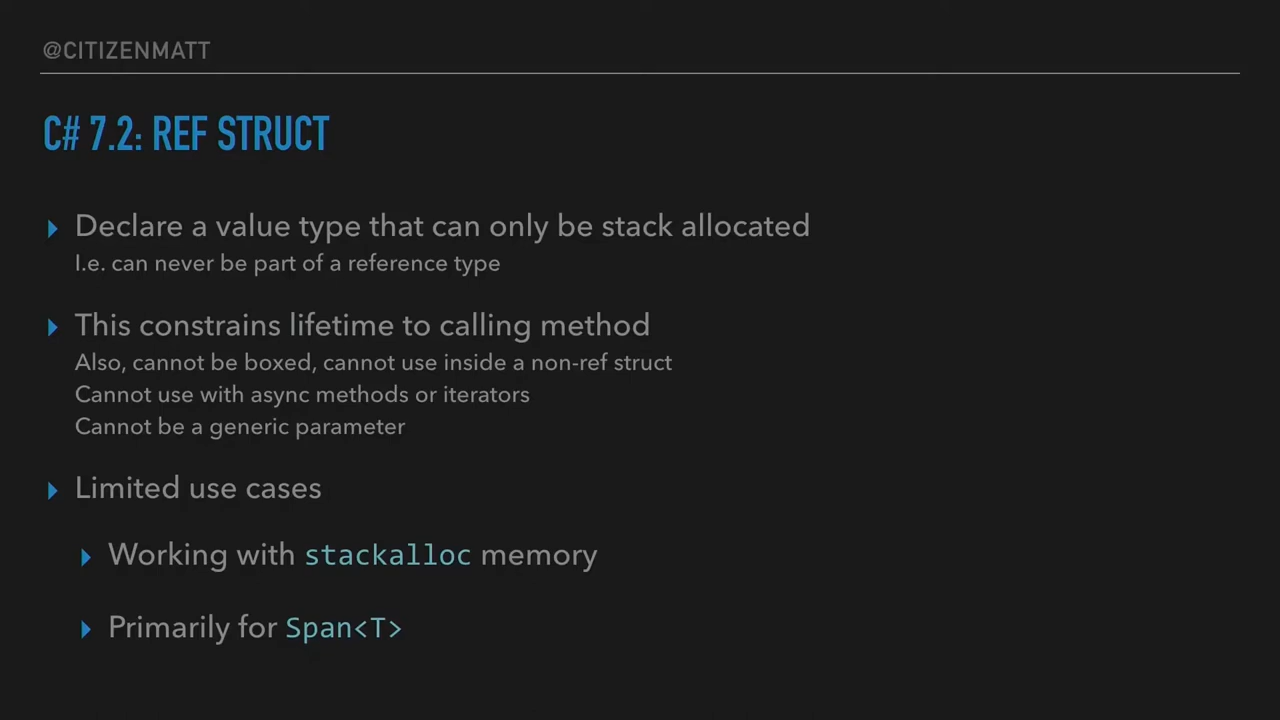 @CITIZENMATT
C# 7.2: REF STRUCT
Declare a value type that can only be stack allocated
I.e. can never be part of a reference type
This constrains lifetime to calling method
Also, cannot be boxed, cannot use inside a non-ref struct
Cannot use with async methods or iterators
Cannot be a generic parameter
Limited use cases
Working with stackalloc memory
Primarily for Span<T>